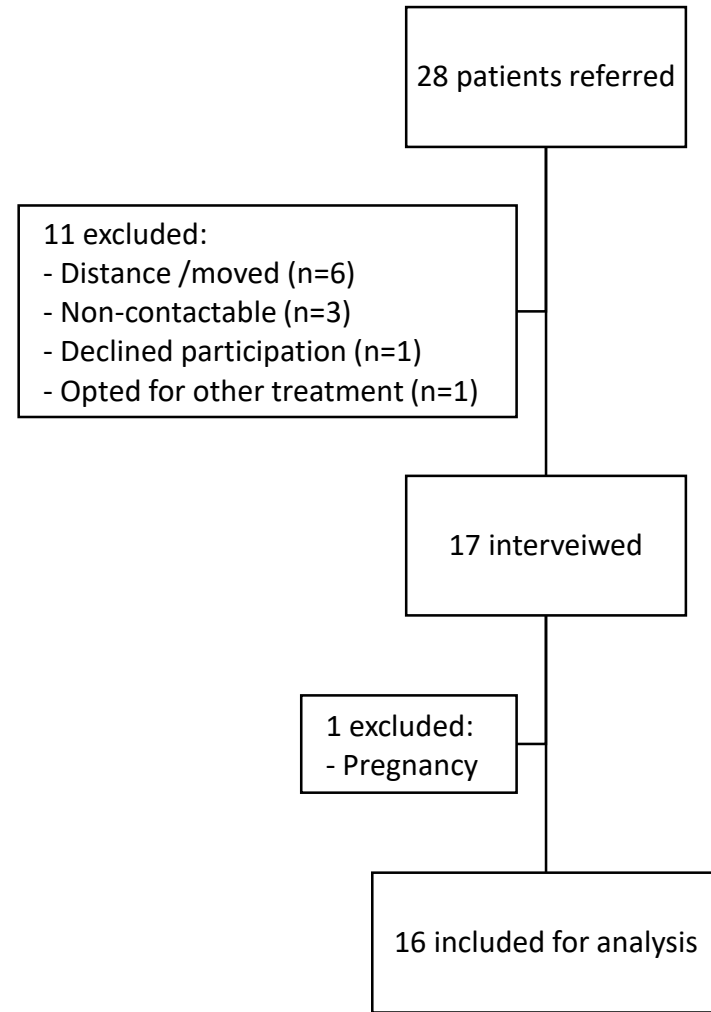 28 patients referred
11 excluded:
- Distance /moved (n=6)
- Non-contactable (n=3)
- Declined participation (n=1)
- Opted for other treatment (n=1)
17 interveiwed
1 excluded:
- Pregnancy
16 included for analysis